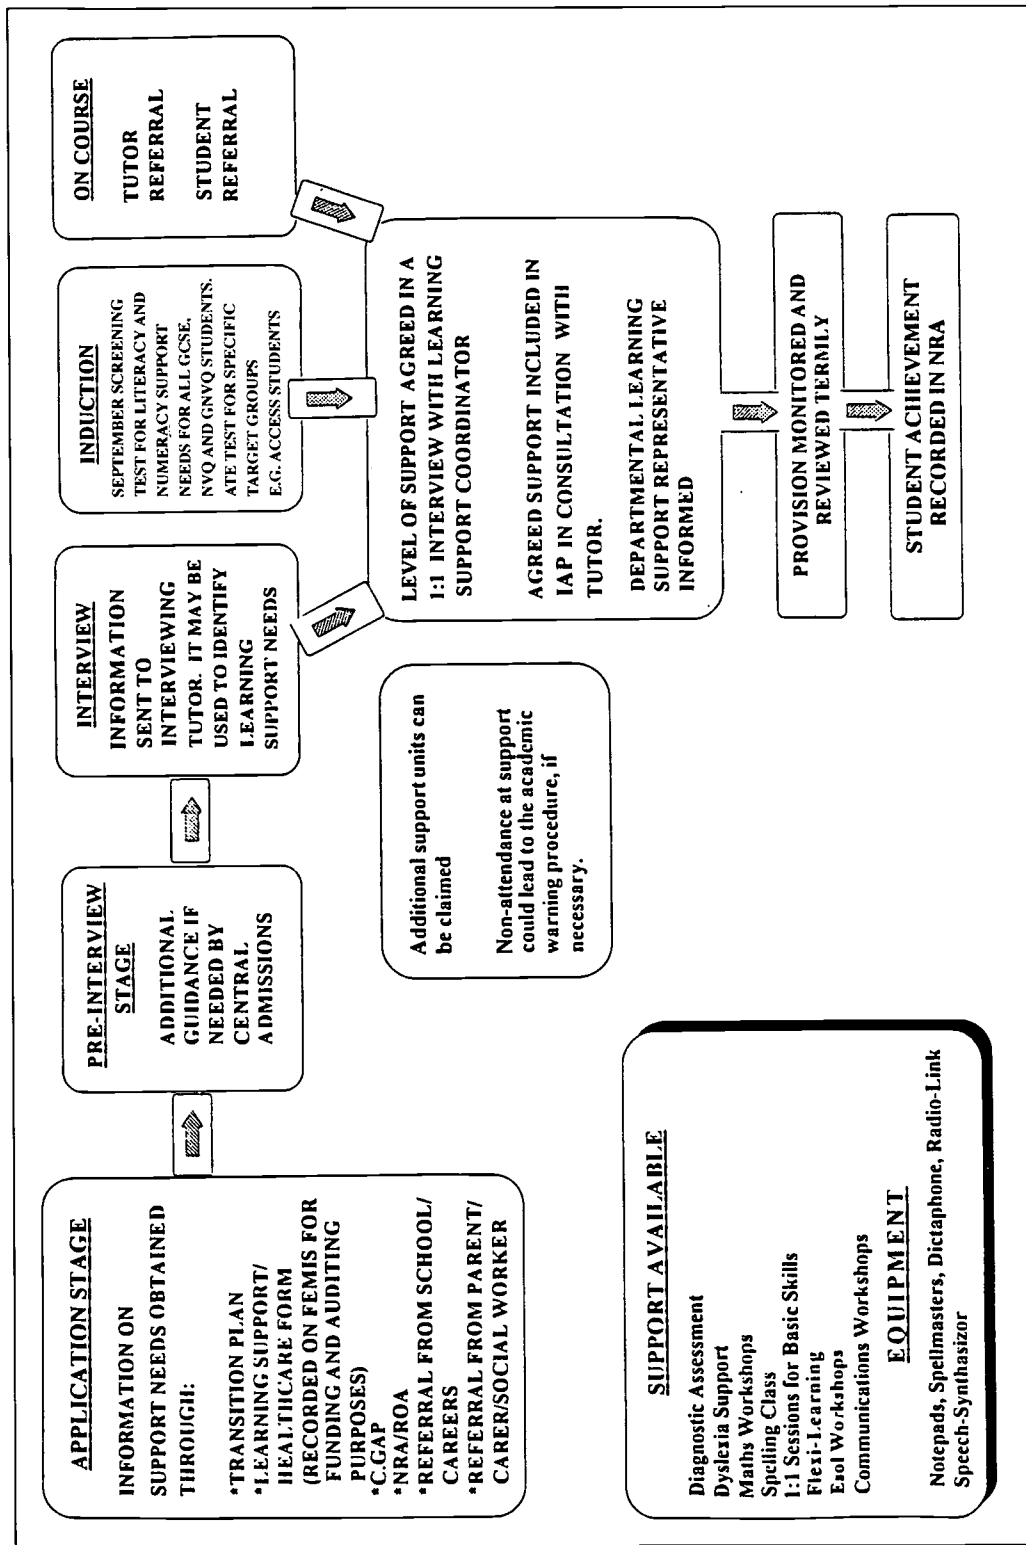 APPLICATION STAGE
INFORMATION ON
SUPPORT NEEDS OBTAINED
THROUGH:
*TRANSITION PLAN
*LEARNING SUPPORT/
HEALTHCARE FORM
(RECORDED ON FEMIS FOR
FUNDING AND AUDITING
PURPOSES)
*C.GAP
*NRA/ROA
*REFERRAL FROM SCHOOL/
CAREERS
*REFERRAL FROM PARENT/
CARER/SOCIAL WORKER
PRE-INTERVIEW
STAGE
ADDITIONAL
GUIDANCE IF
NEEDED BY
CENTRAL
ADMISSIONS
INTERVIEW
INFORMATION
SENT TO
INTERVIEWING
TUTOR. IT MAY BE
USED TO IDENTIFY
LEARNING
SUPPORT NEEDS
INDUCTION
SEPTEMBER SCREENING
TEST FOR LITERACY AND
NUMERACY SUPPORT
NEEDS FOR ALL GCSE,
NVQ AND GNVQ STUDENTS.
ATE TEST FOR SPECIFIC
TARGET GROUPS
E.G. ACCESS STUDENTS
ON COURSE
TUTOR
REFERRAL
STUDENT
REFERRAL
LEVEL OF SUPPORT AGREED IN A
1:1 INTERVIEW WITH LEARNING
SUPPORT COORDINATOR
AGREED SUPPORT INCLUDED IN
IAP IN CONSULTATION WITH
TUTOR.
DEPARTMENTAL LEARNING
SUPPORT REPRESENTATIVE
INFORMED
Additional support units can
be claimed
Non-attendance at support
could lead to the academic
warning procedure, if
necessary.
PROVISION MONITORED AND
REVIEWED TERMLY
STUDENT ACHIEVEMENT
RECORDED IN NRA
SUPPORT AVAILABLE
Diagnostic Assessment
Dyslexia Support
Maths Workshops
Spelling Class
1:1 Sessions for Basic Skills
Flexi-Learning
Esol Workshops
Communications Workshops
EQUIPMENT
Notepads, Spellmasters, Dictaphone, Radio-Link
Speech-Synthasizor